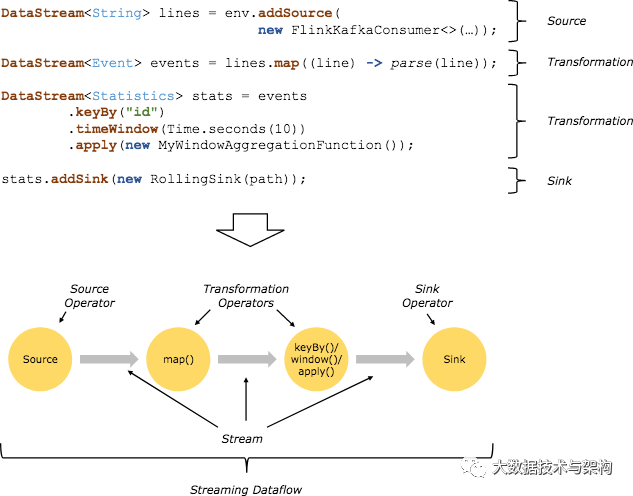 DataStream<String> lines = env.addSource(
new FlinkKafkaConsumer<>(…));
Source
DataStream<Event> events = lines.map((line) -> parse(line));
Transformation
DataStream<Statistics> stats = events
.keyBy("id")
.timeWindow(Time.seconds(10))
.apply(new MyWindowAggregationFunction());
Transformation
stats.addSink(new RollingSink(path));
Sink
Source
Operator
Transformation
Operators
Sink
Operator
Source
map()
keyBy()/
window()/
apply()
Sink
Stream
大数据技术与架构
Streaming Dataflow